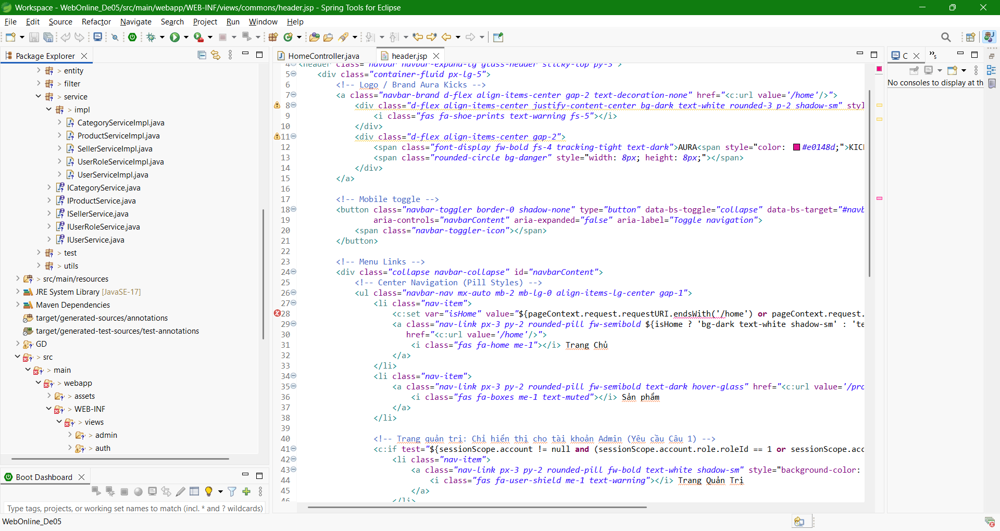 Workspace - WebOnline_De05/src/main/webapp/WEB-INF/views/commons/header.jsp - Spring Tools for Eclipse
File Edit Source Refactor Navigate Search Project Run Window Help
Package Explorer
> entity
> filter
> service
> impl
CategoryServiceImpl.java
ProductServiceImpl.java
SellerServiceImpl.java
UserRoleServiceImpl.java
UserServiceImpl.java
ICategoryService.java
IProductService.java
ISellerService.java
IUserRoleService.java
IUserService.java
> test
> utils
> src/main/resources
JRE System Library [JavaSE-17]
Maven Dependencies
target/generated-sources/annotations
target/generated-test-sources/test-annotations
GD
> src
> main
> webapp
> assets
> WEB-INF
> views
> admin
> auth
Boot Dashboard
Type tags, projects, or working set names to match (incl. * and ? wildcards)
WebOnline_De05
HomeController.java header.jsp
4 <header class="navbar navbar-expand-lg glass-header sticky-top py-3">
5 <div class="container-fluid px-lg-5">
6 <!-- Logo / Brand Aura Kicks -->
7 <a class="navbar-brand d-flex align-items-center gap-2 text-decoration-none" href="<c:url value='/home'/>">
8 <div class="d-flex align-items-center justify-content-center bg-dark text-white rounded-3 p-2 shadow-sm" styl
9 <i class="fas fa-shoe-prints text-warning fs-5"></i>
10 </div>
11 <div class="d-flex align-items-center gap-2">
12 <span class="font-display fw-bold fs-4 tracking-tight text-dark">AURA<span style="color: #e0148d;">KIC
13 <span class="rounded-circle bg-danger" style="width: 8px; height: 8px;"></span>
14 </div>
15 </a>
16
17 <!-- Mobile toggle -->
18 <button class="navbar-toggler border-0 shadow-none" type="button" data-bs-toggle="collapse" data-bs-target="#navb
19 aria-controls="navbarContent" aria-expanded="false" aria-label="Toggle navigation">
20 <span class="navbar-toggler-icon"></span>
21 </button>
22
23 <!-- Menu Links -->
24 <div class="collapse navbar-collapse" id="navbarContent">
25 <!-- Center Navigation (Pill Styles) -->
26 <ul class="navbar-nav mx-auto mb-2 mb-lg-0 align-items-lg-center gap-1">
27 <li class="nav-item">
28 <c:set var="isHome" value="${pageContext.request.requestURI.endsWith('/home') or pageContext.request.
29 <a class="nav-link px-3 py-2 rounded-pill fw-semibold ${isHome ? 'bg-dark text-white shadow-sm' : 'te
30 href="<c:url value='/home'/>">
31 <i class="fas fa-home me-1"></i> Trang Chủ
32 </a>
33 </li>
34 <li class="nav-item">
35 <a class="nav-link px-3 py-2 rounded-pill fw-semibold text-dark hover-glass" href="<c:url value='/pro
36 <i class="fas fa-boxes me-1 text-muted"></i> Sản phẩm
37 </a>
38 </li>
39
40 <!-- Trang quản trị: Chỉ hiển thị cho tài khoản Admin (Yêu cầu Câu 1) -->
41 <c:if test="${sessionScope.account != null and (sessionScope.account.role.roleId == 1 or sessionScope.acc
42 <li class="nav-item">
43 <a class="nav-link px-3 py-2 rounded-pill fw-bold text-white shadow-sm" style="background-color:
44 <i class="fas fa-user-shield me-1 text-warning"></i> Trang Quản Trị
45 </a>
46 </li>
C
5
No consoles to display at th